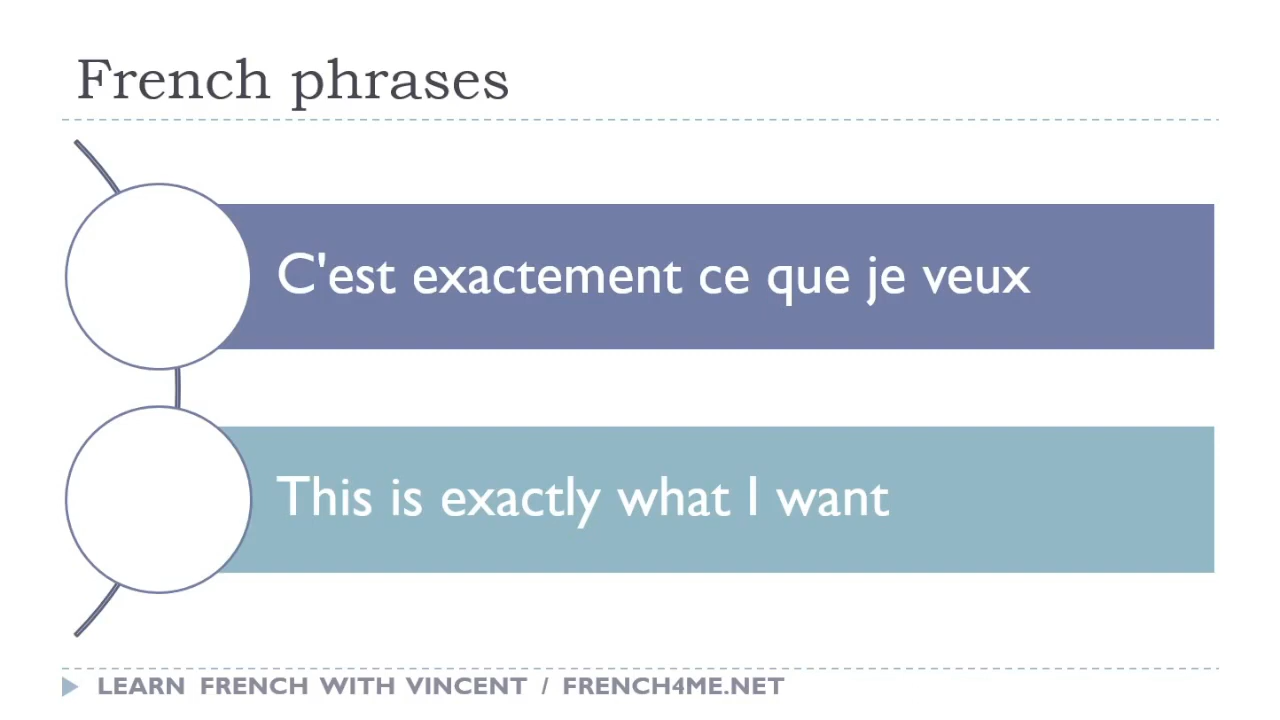 French phrases
C'est exactement ce que je veux
This is exactly what I want
LEARN FRENCH WITH VINCENT / FRENCH4ME.NET